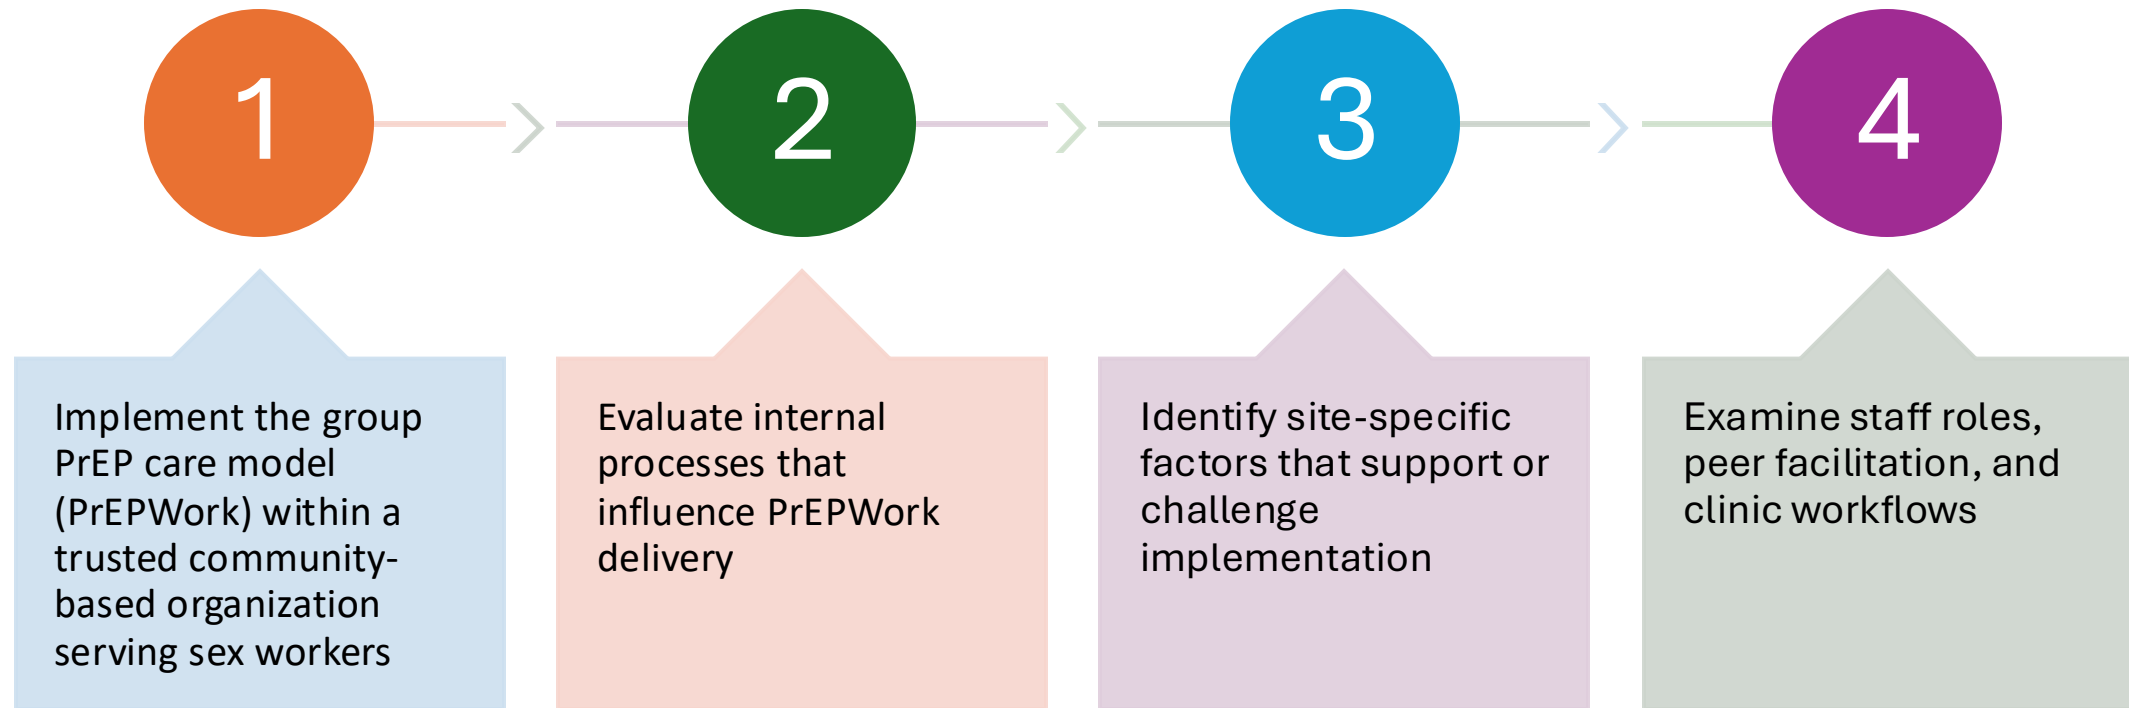 1
2
3
4
Implement the group
PrEP care model
(PrEPWork) within a
trusted community-
based organization
serving sex workers
Evaluate internal
processes that
influence PrEPWork
delivery
Identify site-specific
factors that support or
challenge
implementation
Examine staff roles,
peer facilitation, and
clinic workflows